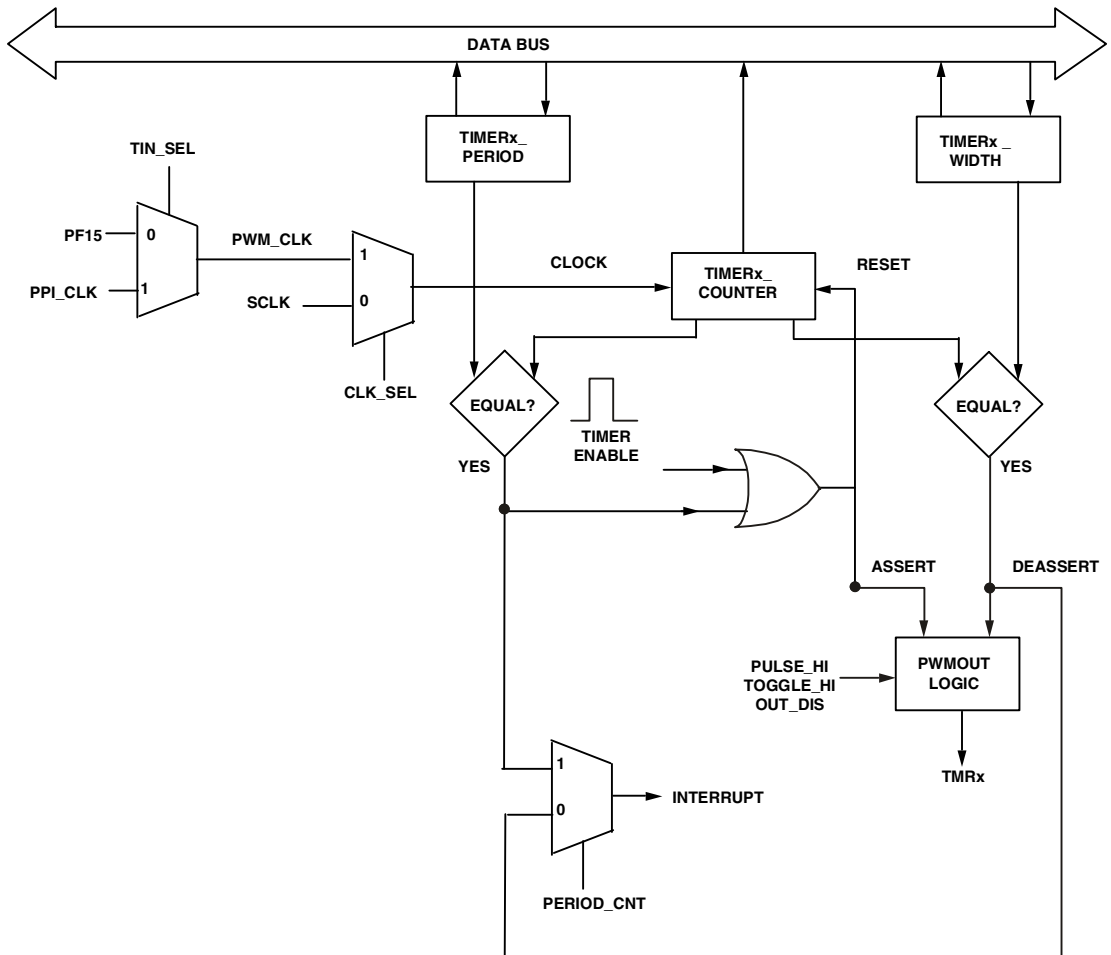 DATA BUS
TIMERx_
PERIOD
TIMERx _
WIDTH
TIN_SEL
PF15
0
PWM_CLK
1
PPI_CLK
1
SCLK
0
CLOCK
TIMERx_
COUNTER
RESET
CLK_SEL
EQUAL?
TIMER
ENABLE
EQUAL?
YES
YES
ASSERT
DEASSERT
PULSE_HI
TOGGLE_HI
OUT_DIS
PWMOUT
LOGIC
TMRx
1
0
INTERRUPT
PERIOD_CNT